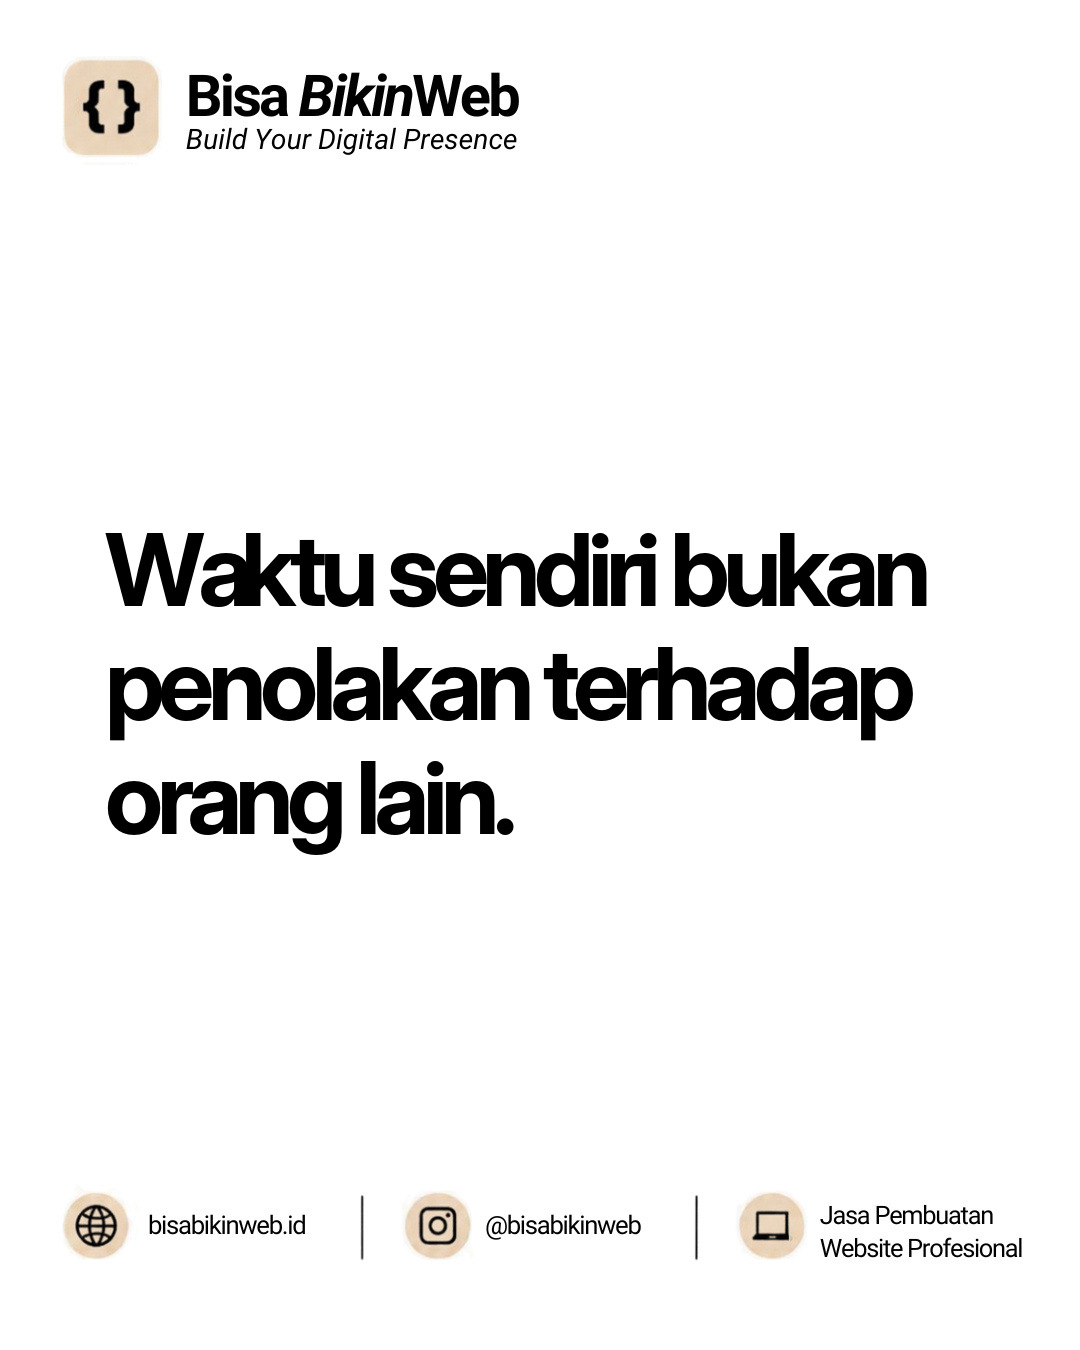 { }
Bisa BikinWeb
Build Your Digital Presence
Waktu sendiri bukan
penolakan terhadap
orang lain.
bisabikinweb.id
@bisabikinweb
Jasa Pembuatan
Website Profesional